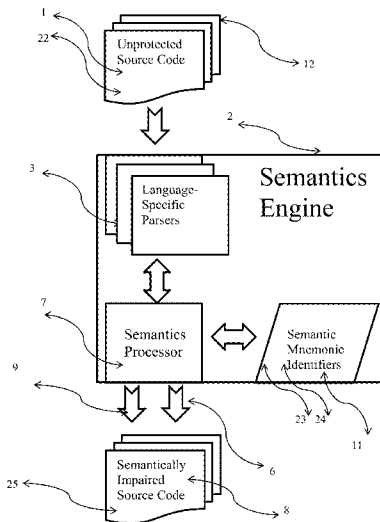 1
22
Unprotected
Source Code
12
2
3
Language-
Specific
Parsers
Semantics
Engine
7
Semantics
Processor
Semantic
Mnemonic
Identifiers
9
23
24
11
6
Semantically
Impaired
Source Code
25
8